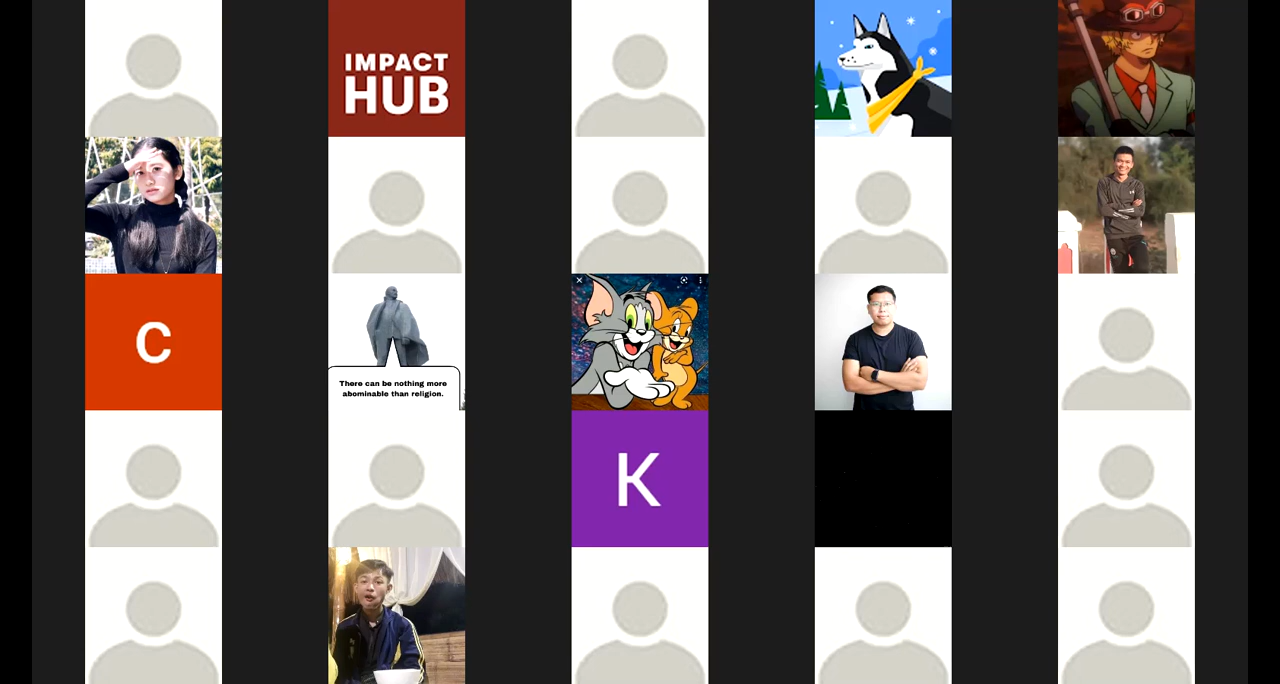 IMPACT
HUB
C
There can be nothing more
abominable than religion.
K